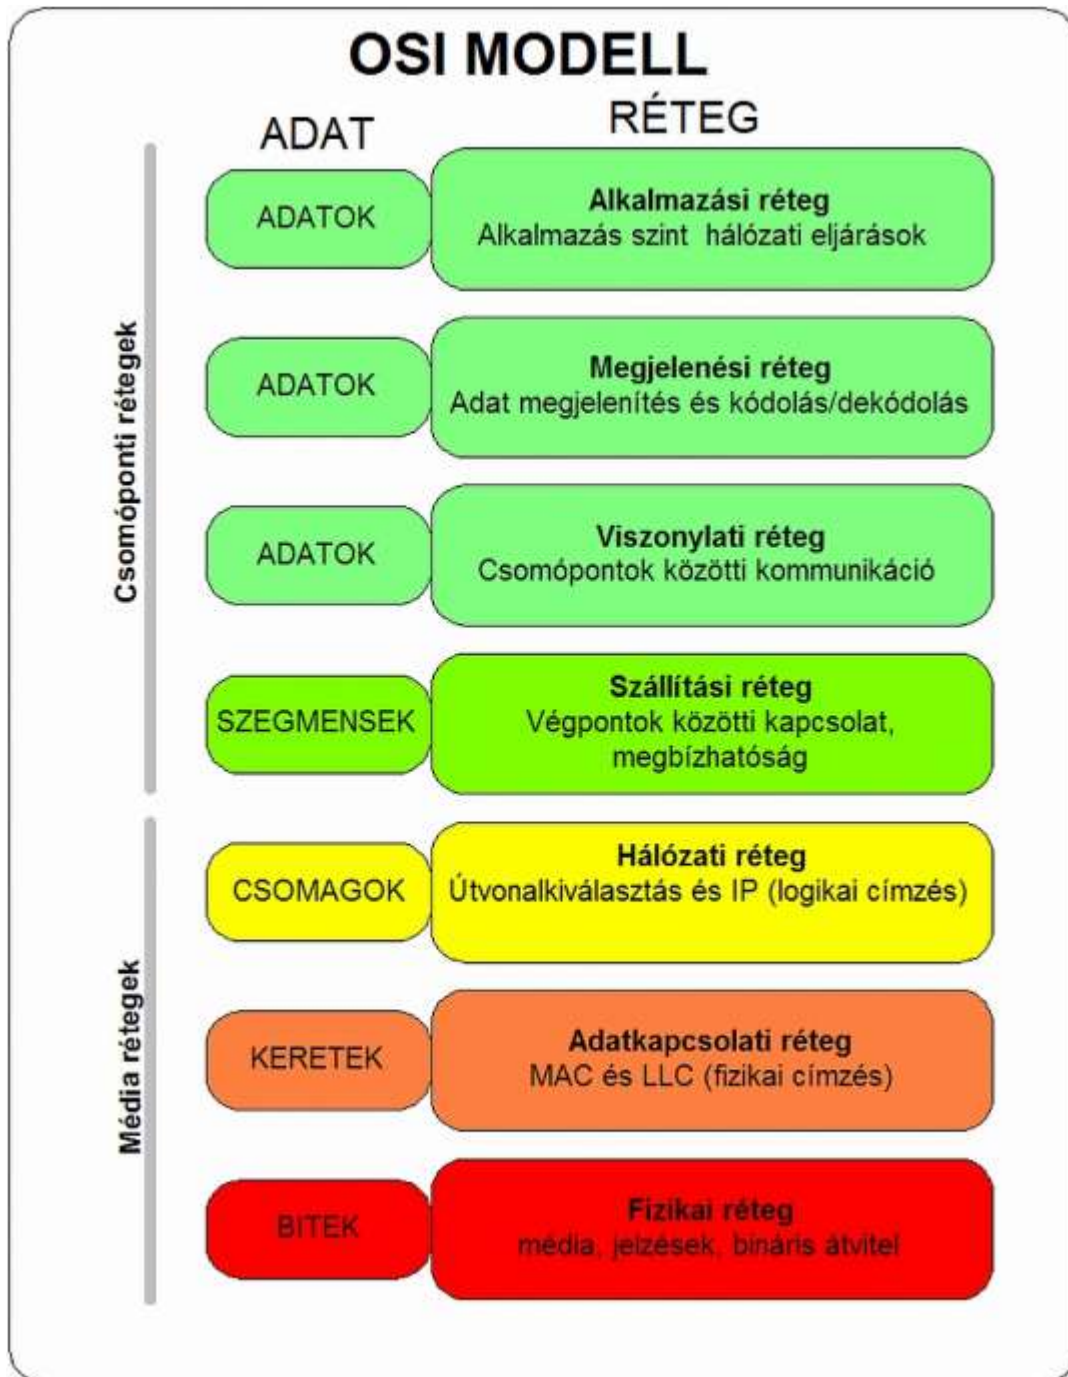 OSI MODELL
ADAT
RÉTEG
Csomóponti rétegek
ADATOK
Alkalmazási réteg
Alkalmazás szint hálózati eljárások
ADATOK
Megjelenési réteg
Adat megjelenítés és kódolás/dekódolás
ADATOK
Viszonylati réteg
Csomópontok közötti kommunikáció
SZEGMENSEK
Szállítási réteg
Végpontok közötti kapcsolat,
megbízhatóság
Média rétegek
CSOMAGOK
Hálózati réteg
Útvonalkiválasztás és IP (logikai címzés)
KERETEK
Adatkapcsolati réteg
MAC és LLC (fizikai címzés)
BITEK
Fizikai réteg
média, jelzések, bináris átvitel